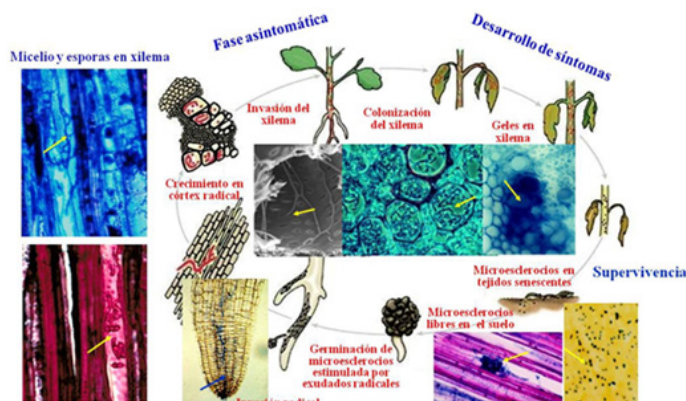 Fase asintomática
Desarrollo de síntomas
Micelio y esporas en xilema
Invasión del
xilema
Colonización
del xilema
Geles en
xilema
Crecimiento en
córtex radical
Microesclerocios en
tejidos senescentes
Supervivencia
Microesclerocios
libres en el suelo
Germinación de
microesclerocios
estimulada por
exudados radicales